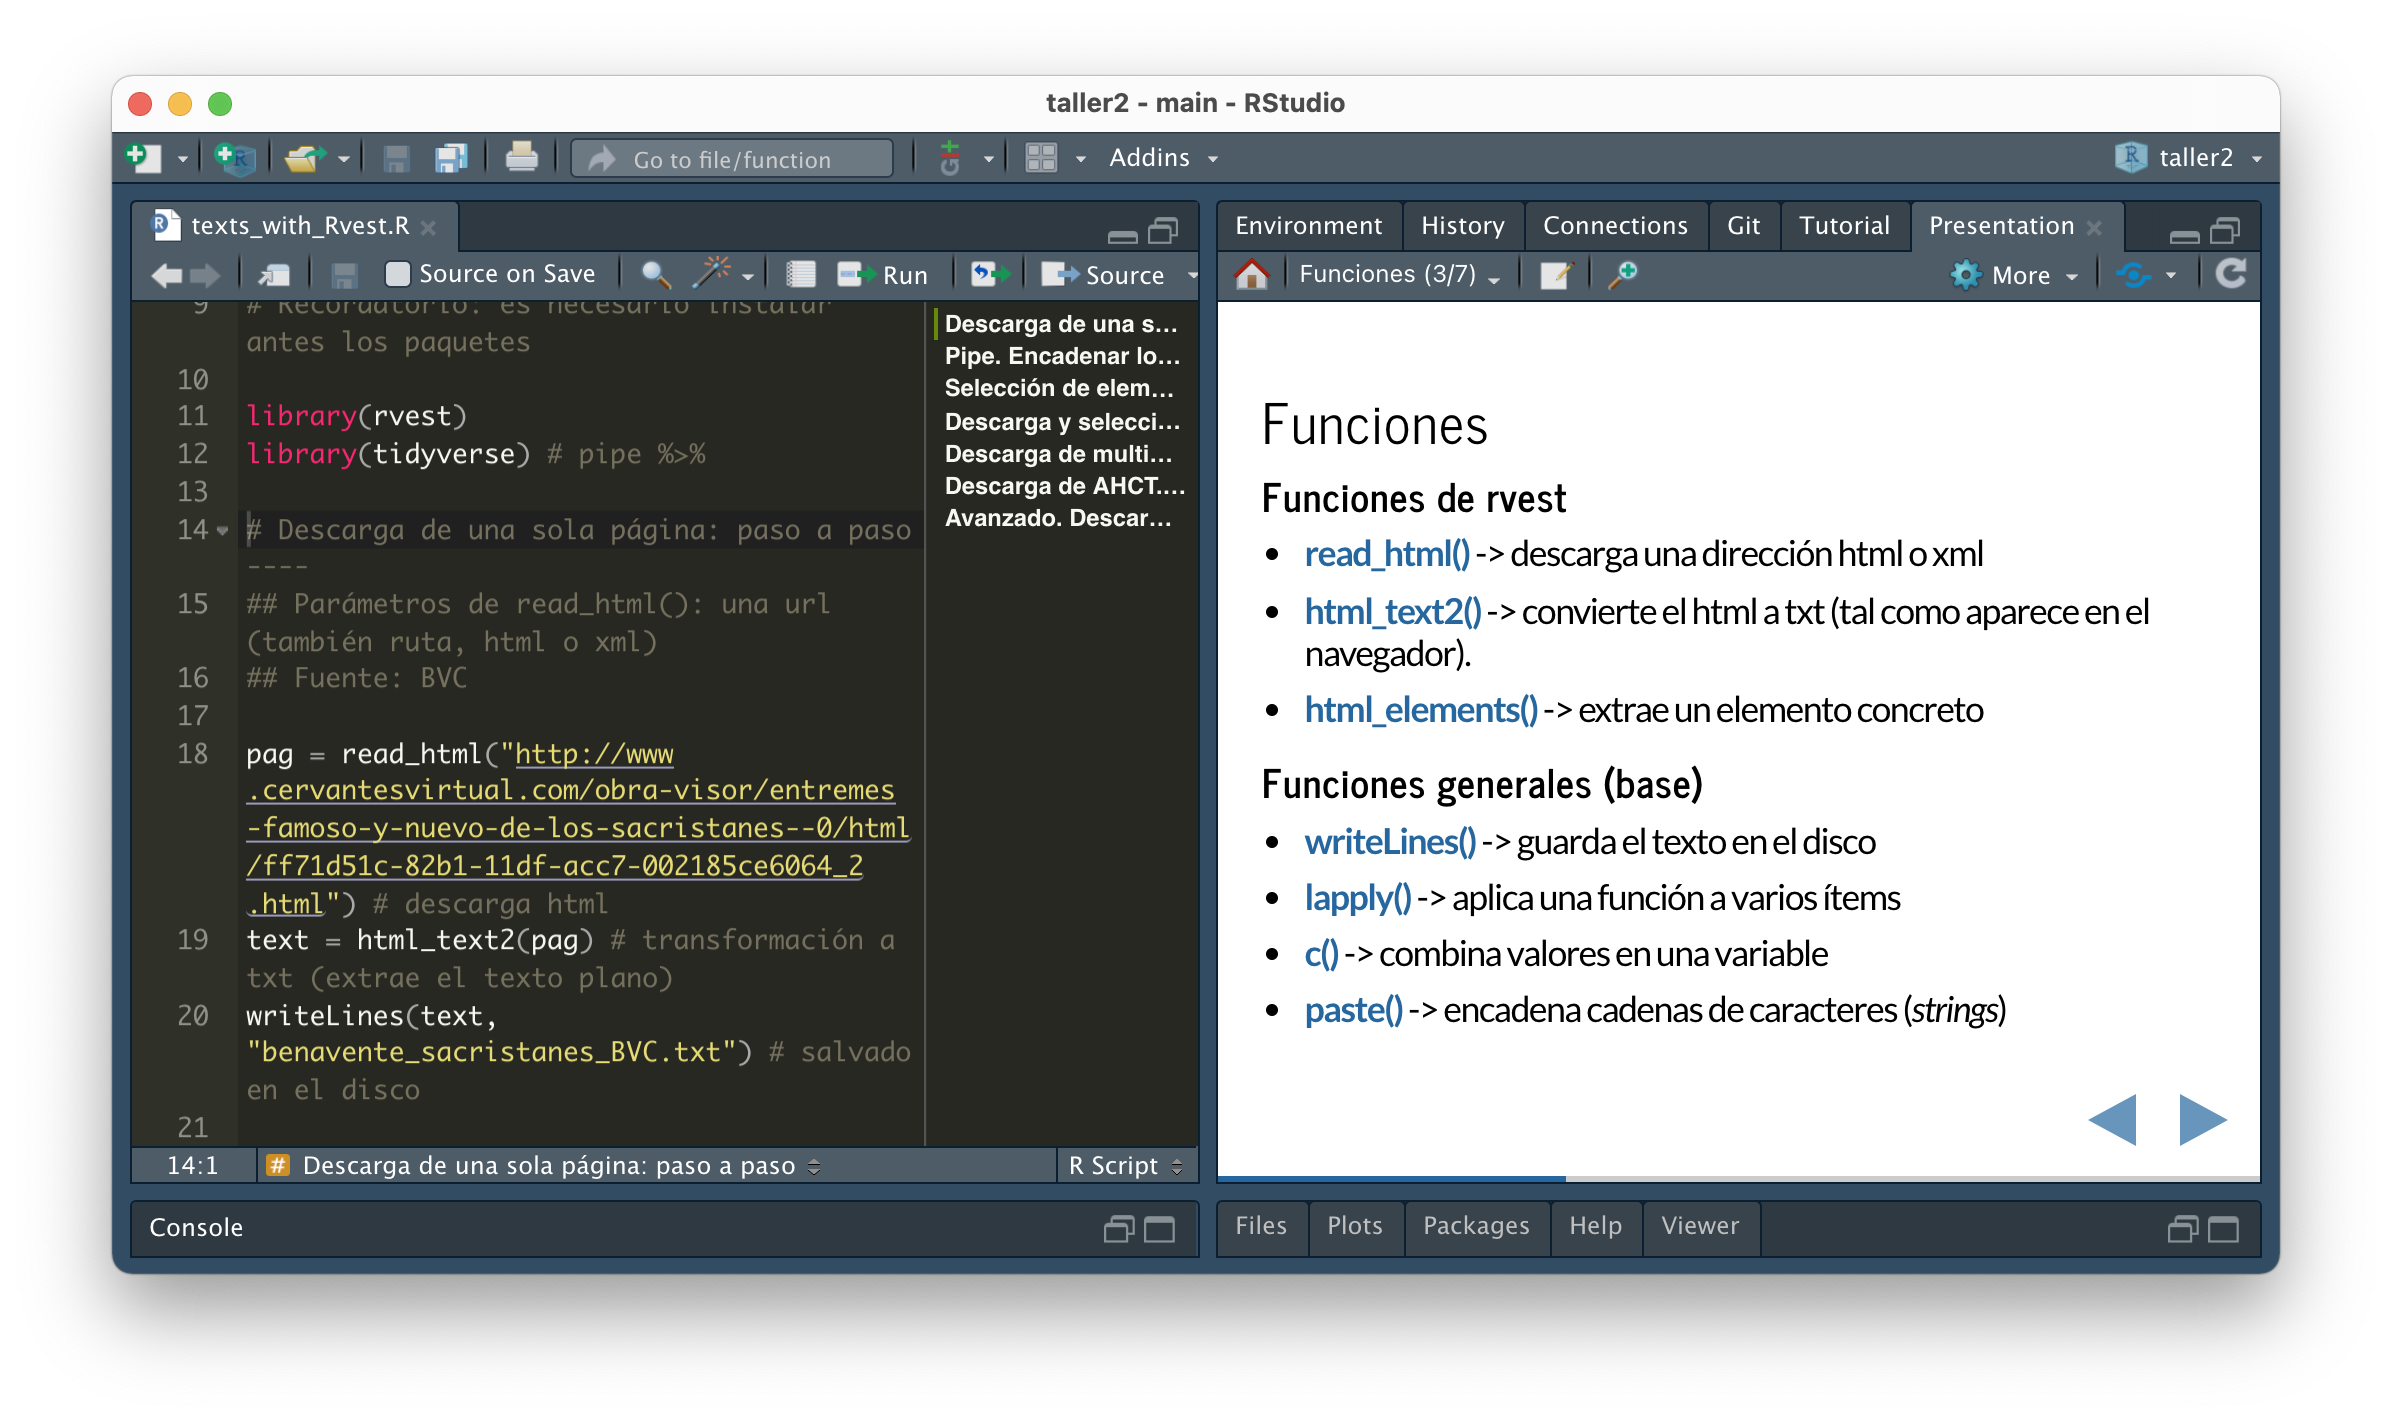 taller2 - main - RStudio
Go to file/function
Git
Addins
taller2
texts_with_Rvest.R
Source on Save
Run
Source
9 # Recordatorio: es necesario instalar
antes los paquetes
10
11 library(rvest)
12 library(tidyverse) # pipe %>%
13
14 # Descarga de una sola página: paso a paso
----
15 ## Parámetros de read_html(): una url
(también ruta, html o xml)
16 ## Fuente: BVC
17
18 pag = read_html("http://www
.cervantesvirtual.com/obra-visor/entremes
-famoso-y-nuevo-de-los-sacristanes--0/html
/ff71d51c-82b1-11df-acc7-002185ce6064_2
.html") # descarga html
19 text = html_text2(pag) # transformación a
txt (extrae el texto plano)
20 writeLines(text,
"benavente_sacristanes_BVC.txt") # salvado
en el disco
21
Descarga de una s...
Pipe. Encadenar lo...
Selección de elem...
Descarga y selecci...
Descarga de multi...
Descarga de AHCT....
Avanzado. Descar...
14:1
# Descarga de una sola página: paso a paso
R Script
Console
Environment
History
Connections
Git
Tutorial
Presentation
Funciones (3/7)
More
Funciones
Funciones de rvest
• read_html() -> descarga una dirección html o xml
• html_text2() -> convierte el html a txt (tal como aparece en el
navegador).
• html_elements() -> extrae un elemento concreto
Funciones generales (base)
• writeLines() -> guarda el texto en el disco
• lapply() -> aplica una función a varios ítems
• c() -> combina valores en una variable
• paste() -> encadena cadenas de caracteres (strings)
Files
Plots
Packages
Help
Viewer